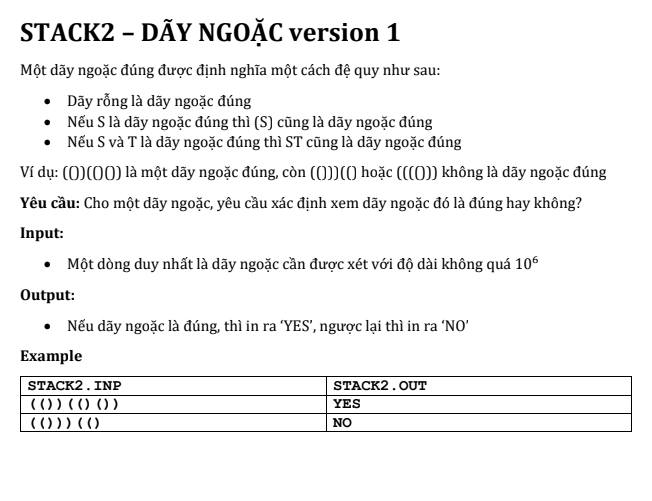 STACK2 – DÃY NGOẶC version 1
Một dãy ngoặc đúng được định nghĩa một cách đệ quy như sau:
• Dãy rỗng là dãy ngoặc đúng
• Nếu S là dãy ngoặc đúng thì (S) cũng là dãy ngoặc đúng
• Nếu S và T là dãy ngoặc đúng thì ST cũng là dãy ngoặc đúng
Ví dụ: (())(()()) là một dãy ngoặc đúng, còn (()))(() hoặc (((())) không là dãy ngoặc đúng
Yêu cầu: Cho một dãy ngoặc, yêu cầu xác định xem dãy ngoặc đó là đúng hay không?
Input:
• Một dòng duy nhất là dãy ngoặc cần được xét với độ dài không quá 10⁶
Output:
• Nếu dãy ngoặc là đúng, thì in ra ‘YES’, ngược lại thì in ra ‘NO’
Example
STACK2.INP STACK2.OUT
(())(()()) YES
(()))(() NO